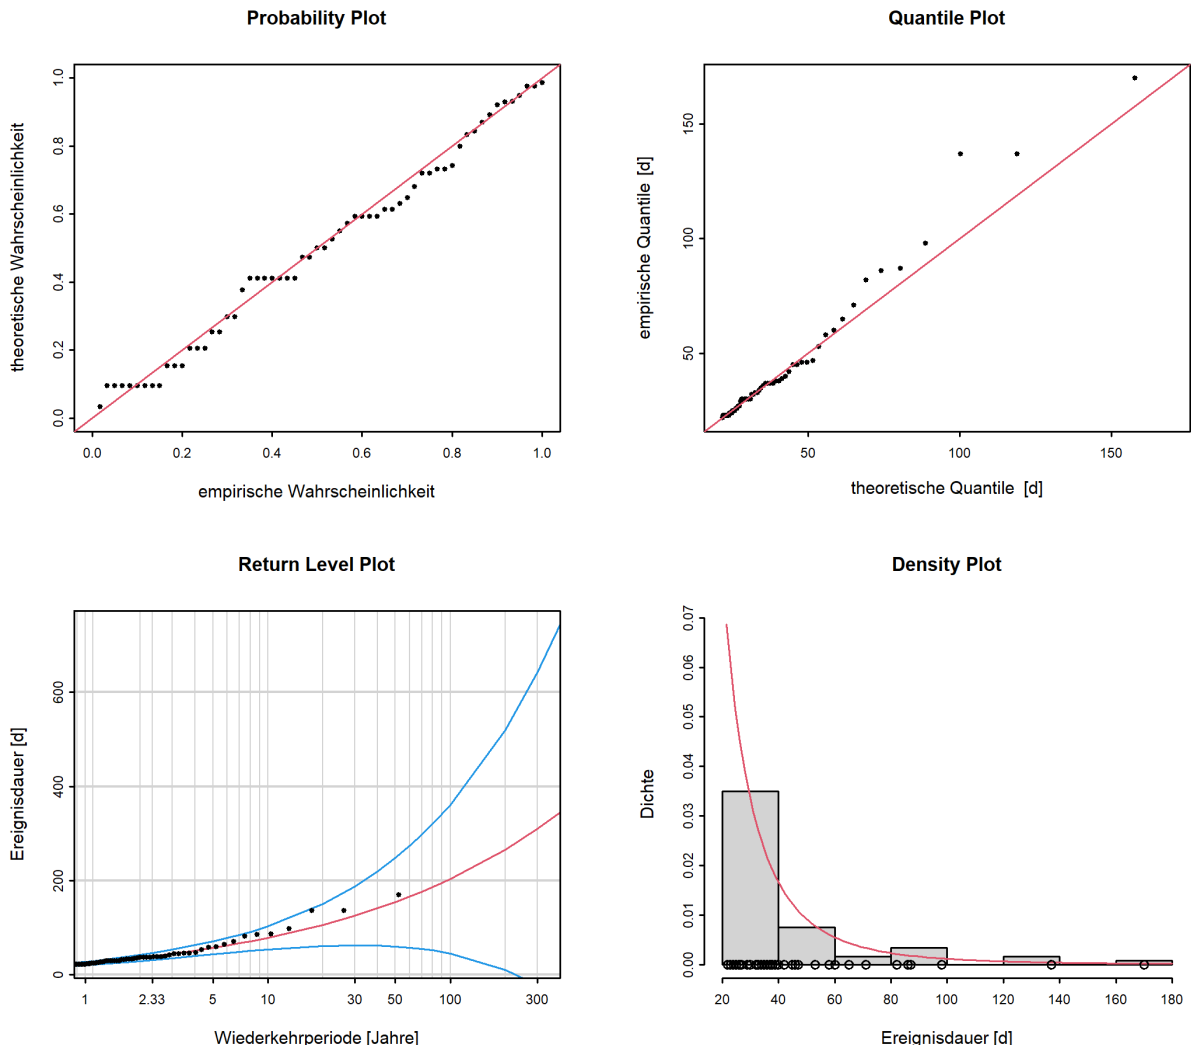 Probability Plot
theoretische Wahrscheinlichkeit
0.0 0.2 0.4 0.6 0.8 1.0
0.0 0.2 0.4 0.6 0.8 1.0
empirische Wahrscheinlichkeit
Quantile Plot
empirische Quantile [d]
50 100 150
50 100 150
theoretische Quantile [d]
Return Level Plot
Ereignisdauer [d]
0 200 400 600
1 2.33 5 10 30 50 100 300
Wiederkehrperiode [Jahre]
Density Plot
Dichte
0.00 0.01 0.02 0.03 0.04 0.05 0.06 0.07
20 40 60 80 100 120 140 160 180
Ereignisdauer [d]